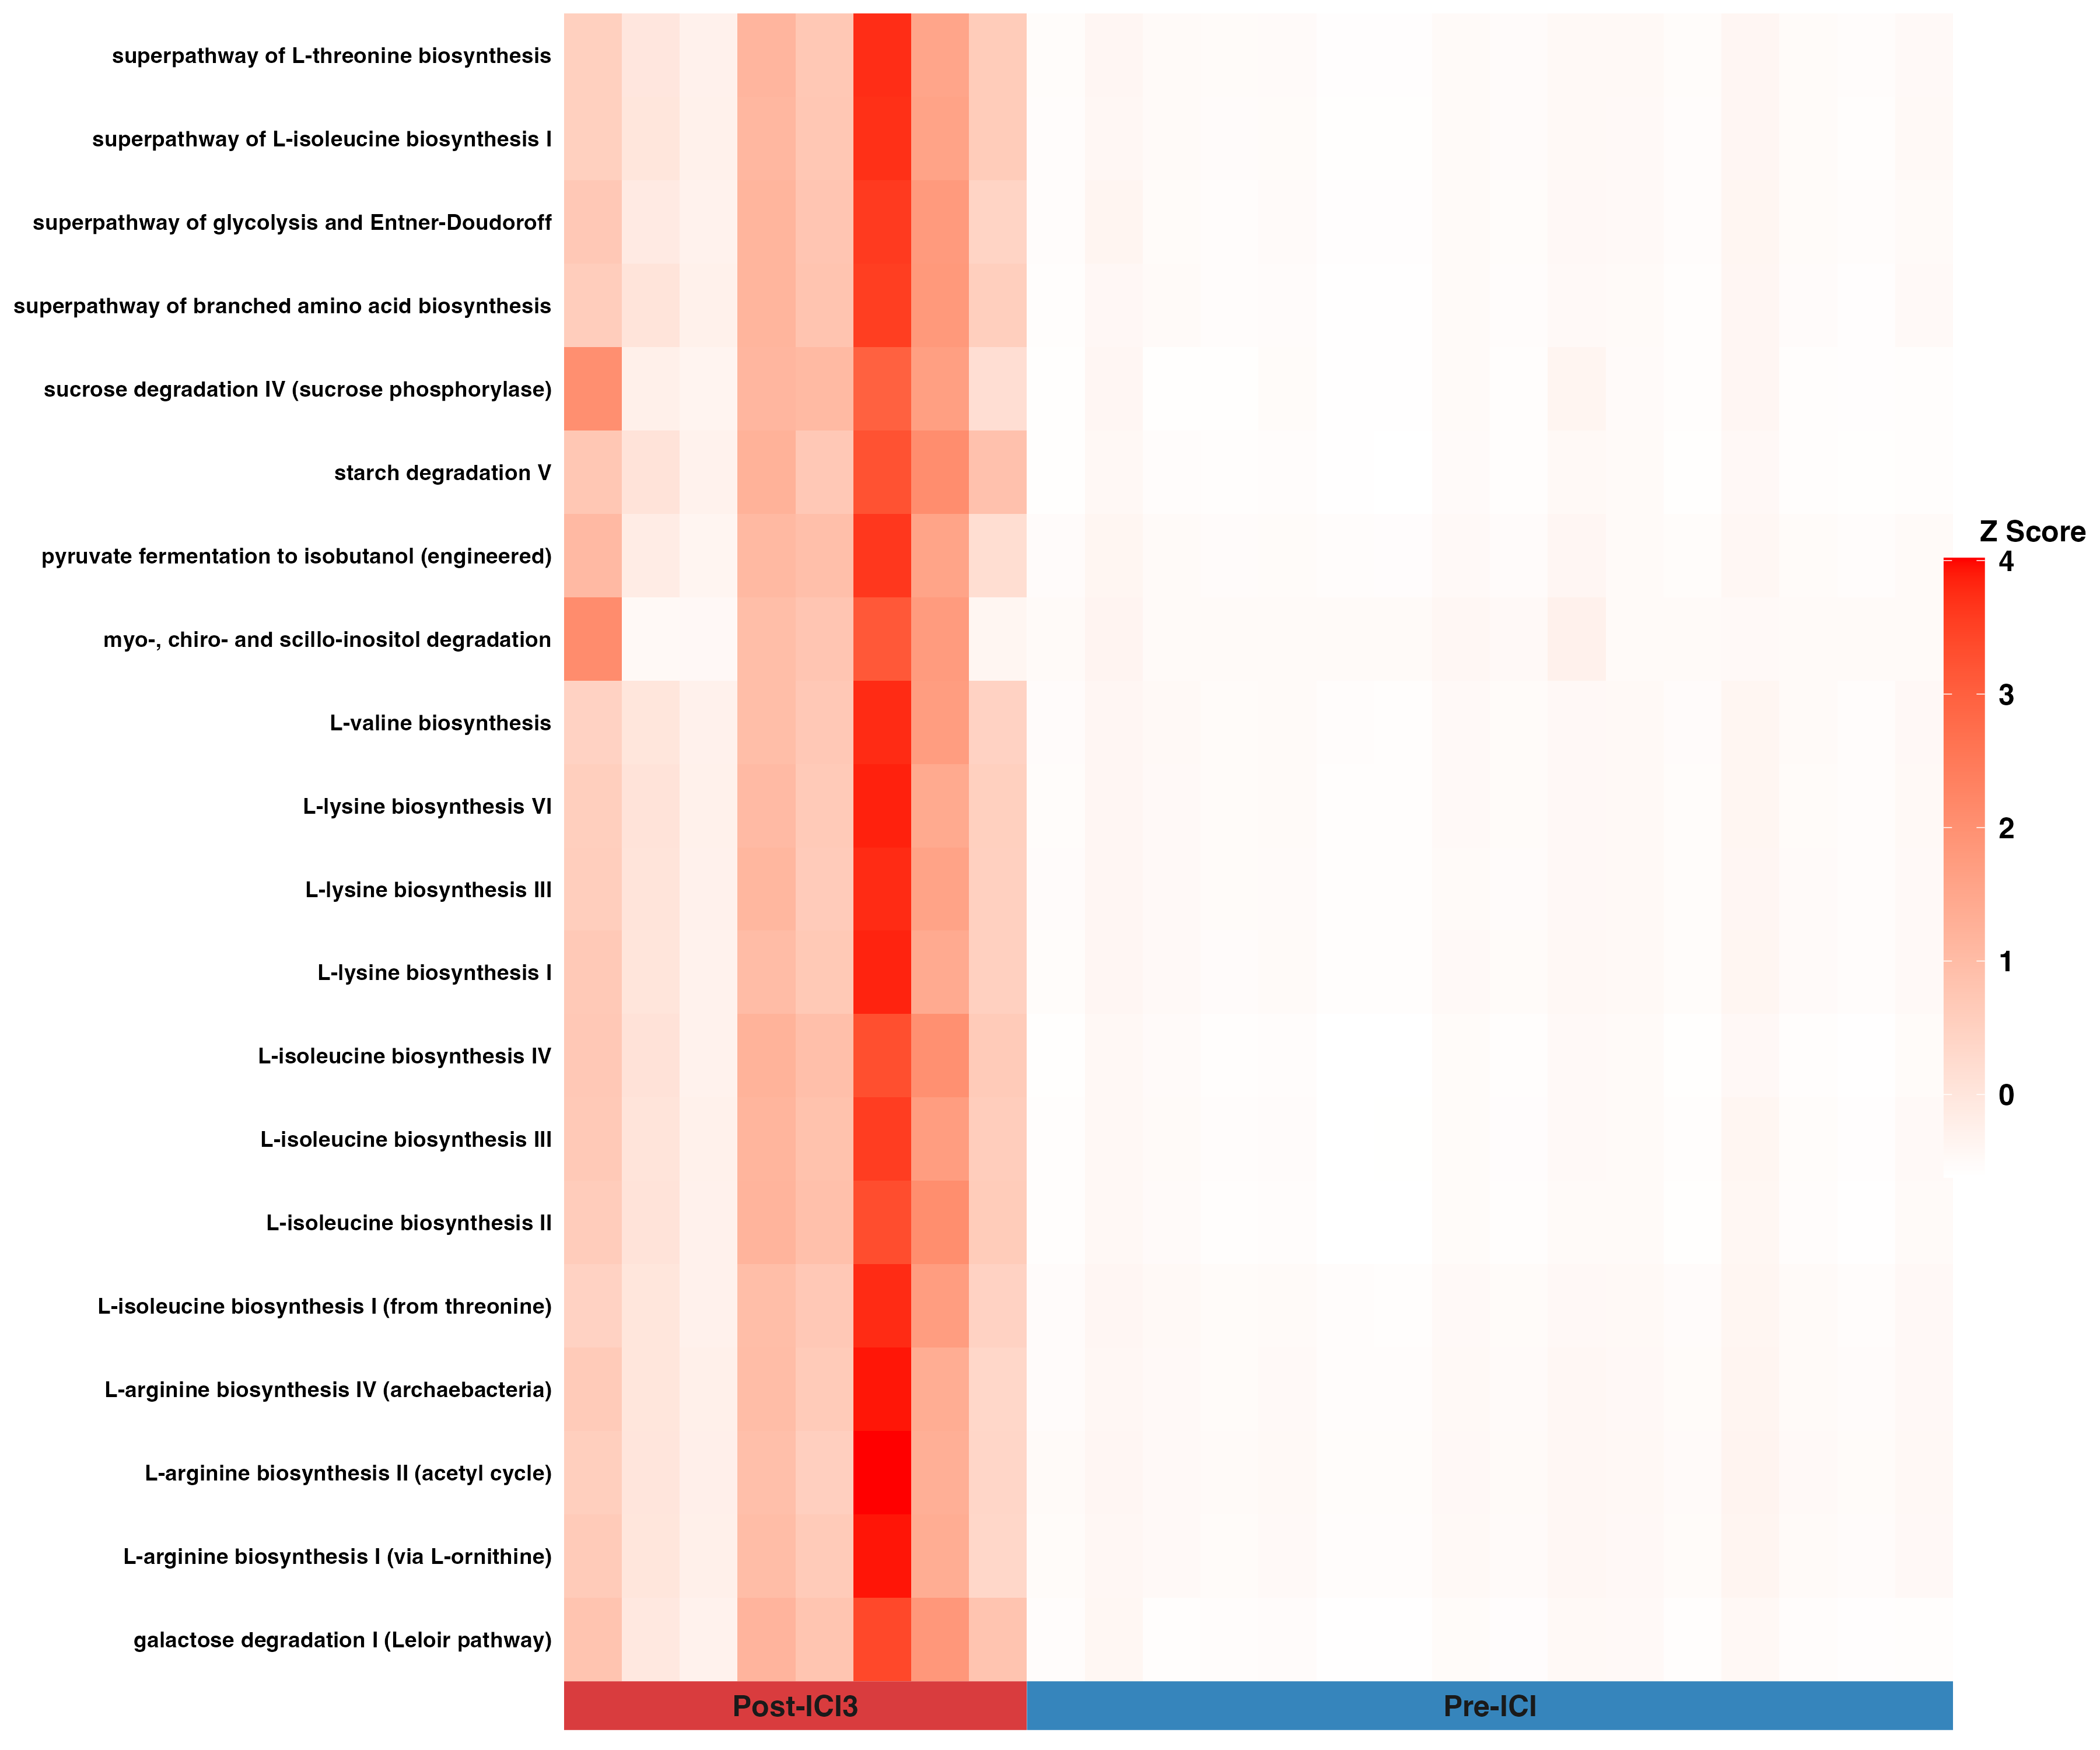 superpathway of L-threonine biosynthesis
superpathway of L-isoleucine biosynthesis I
superpathway of glycolysis and Entner-Doudoroff
superpathway of branched amino acid biosynthesis
sucrose degradation IV (sucrose phosphorylase)
starch degradation V
pyruvate fermentation to isobutanol (engineered)
myo-, chiro- and scillo-inositol degradation
L-valine biosynthesis
L-lysine biosynthesis VI
L-lysine biosynthesis III
L-lysine biosynthesis I
L-isoleucine biosynthesis IV
L-isoleucine biosynthesis III
L-isoleucine biosynthesis II
L-isoleucine biosynthesis I (from threonine)
L-arginine biosynthesis IV (archaebacteria)
L-arginine biosynthesis II (acetyl cycle)
L-arginine biosynthesis I (via L-ornithine)
galactose degradation I (Leloir pathway)
Post-ICI3
Pre-ICI
Z Score
4
3
2
1
0